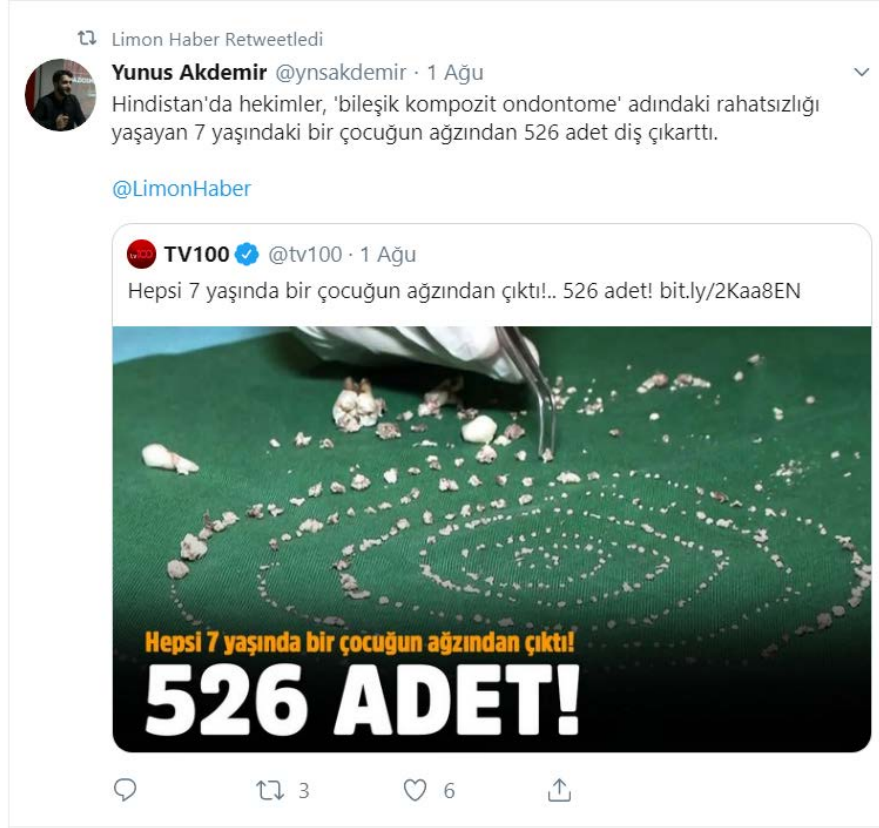 Limon Haber Retweetledi
Yunus Akdemir @ynsakdemir · 1 Ağu
Hindistan'da hekimler, 'bileşik kompozit ondontome' adındaki rahatsızlığı
yaşayan 7 yaşındaki bir çocuğun ağzından 526 adet diş çıkarttı.
@LimonHaber
TV100 @tv100 · 1 Ağu
Hepsi 7 yaşında bir çocuğun ağzından çıktı!.. 526 adet! bit.ly/2Kaa8EN
Hepsi 7 yaşında bir çocuğun ağzından çıktı!
526 ADET!
3
6